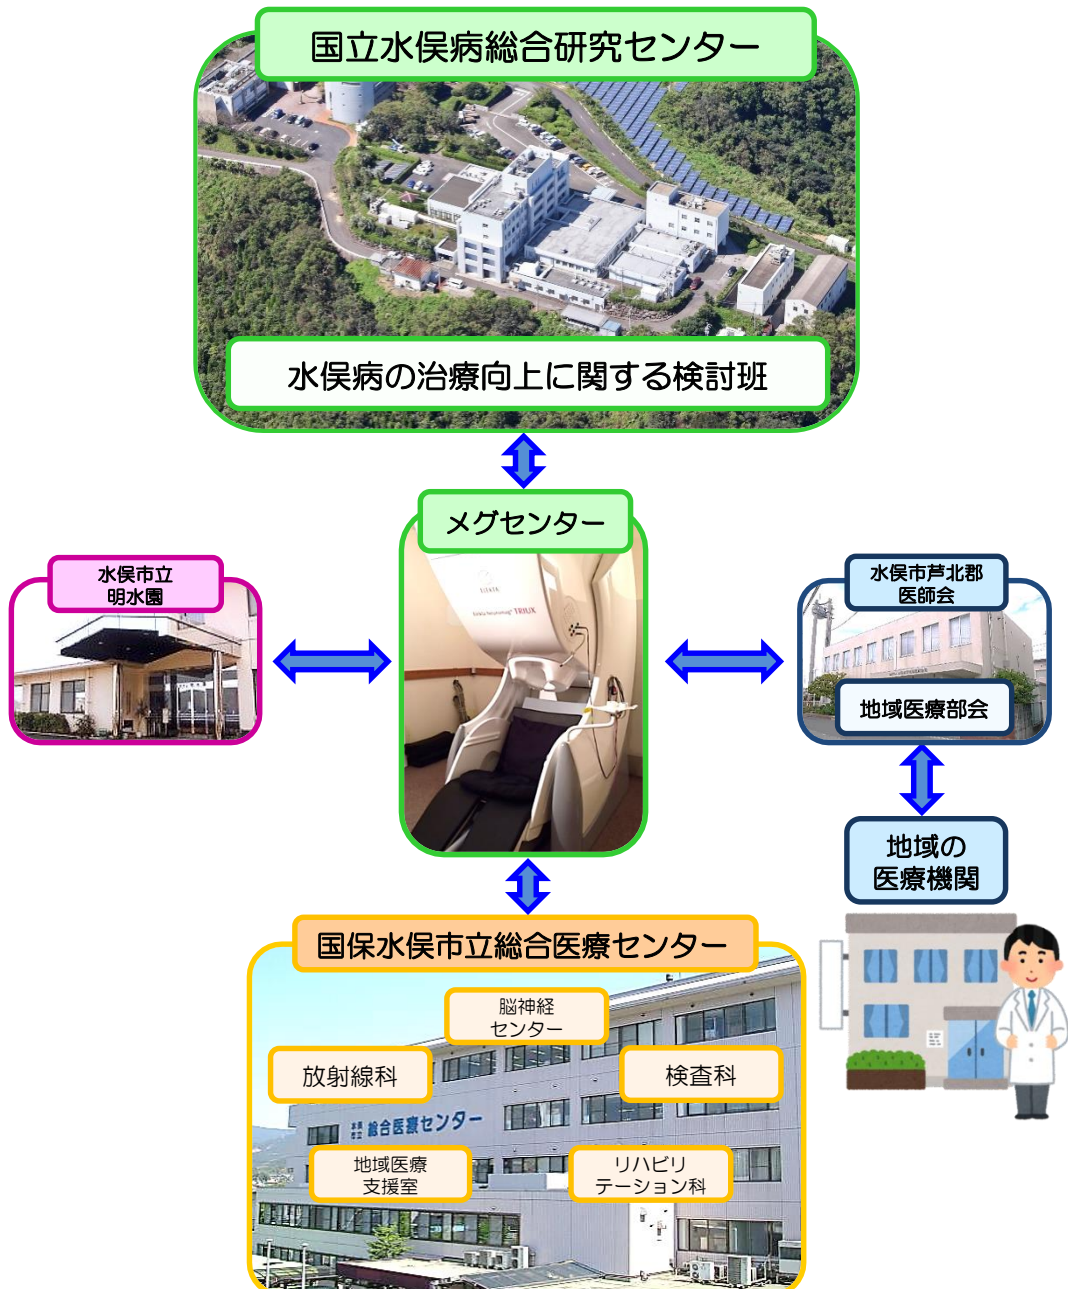 国立水俣病総合研究センター
水俣病の治療向上に関する検討班
メグセンター
ELEKTA
TRIUX
水俣市立
明水園
水俣市芦北郡
医師会
地域医療部会
地域の
医療機関
国保水俣市立総合医療センター
脳神経
センター
放射線科
検査科
水俣
市立 総合医療センター
地域医療
支援室
リハビリ
テーション科